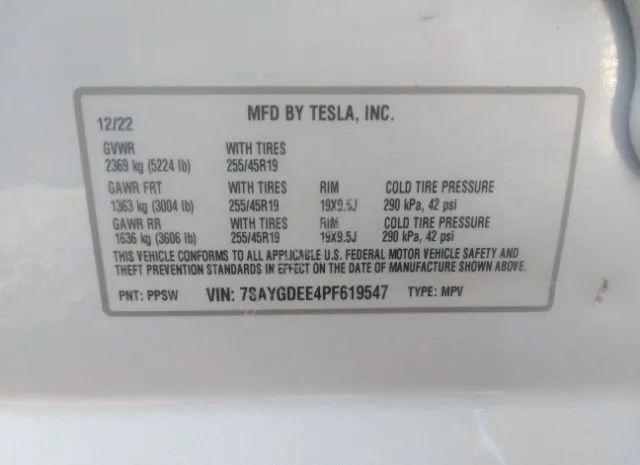 MFD BY TESLA, INC.
12/22
GVWR WITH TIRES
2369 kg (5224 lb) 255/45R19
GAWR FRT WITH TIRES RIM COLD TIRE PRESSURE
1363 kg (3004 lb) 255/45R19 19X9.5J 290 kPa, 42 psi
GAWR RR WITH TIRES RIM COLD TIRE PRESSURE
1636 kg (3606 lb) 255/45R19 19X9.5J 290 kPa, 42 psi
THIS VEHICLE CONFORMS TO ALL APPLICABLE U.S. FEDERAL MOTOR VEHICLE SAFETY AND
THEFT PREVENTION STANDARDS IN EFFECT ON THE DATE OF MANUFACTURE SHOWN ABOVE.
PNT: PPSW VIN: 7SAYGDEE4PF619547 TYPE: MPV